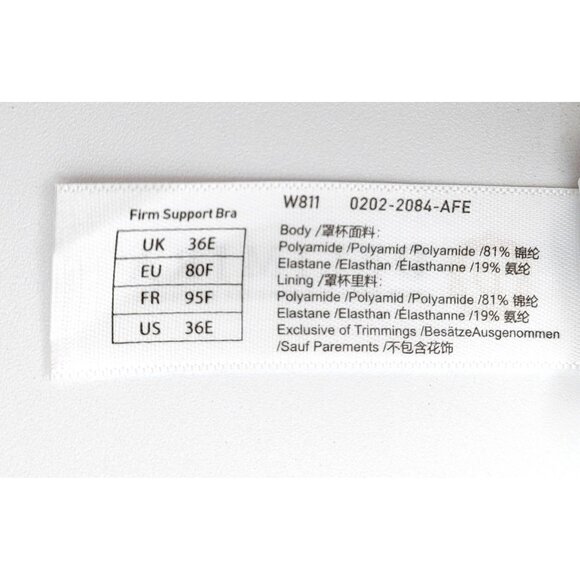 Firm Support Bra
UK 36E
EU 80F
FR 95F
US 36E
W811 0202-2084-AFE
Body /罩杯面料:
Polyamide /Polyamid /Polyamide /81% 锦纶
Elastane /Elasthan /Élasthanne /19% 氨纶
Lining /罩杯里料:
Polyamide /Polyamid /Polyamide /81% 锦纶
Elastane /Elasthan /Élasthanne /19% 氨纶
Exclusive of Trimmings /BesätzeAusgenommen
/Sauf Parements /不包含花饰